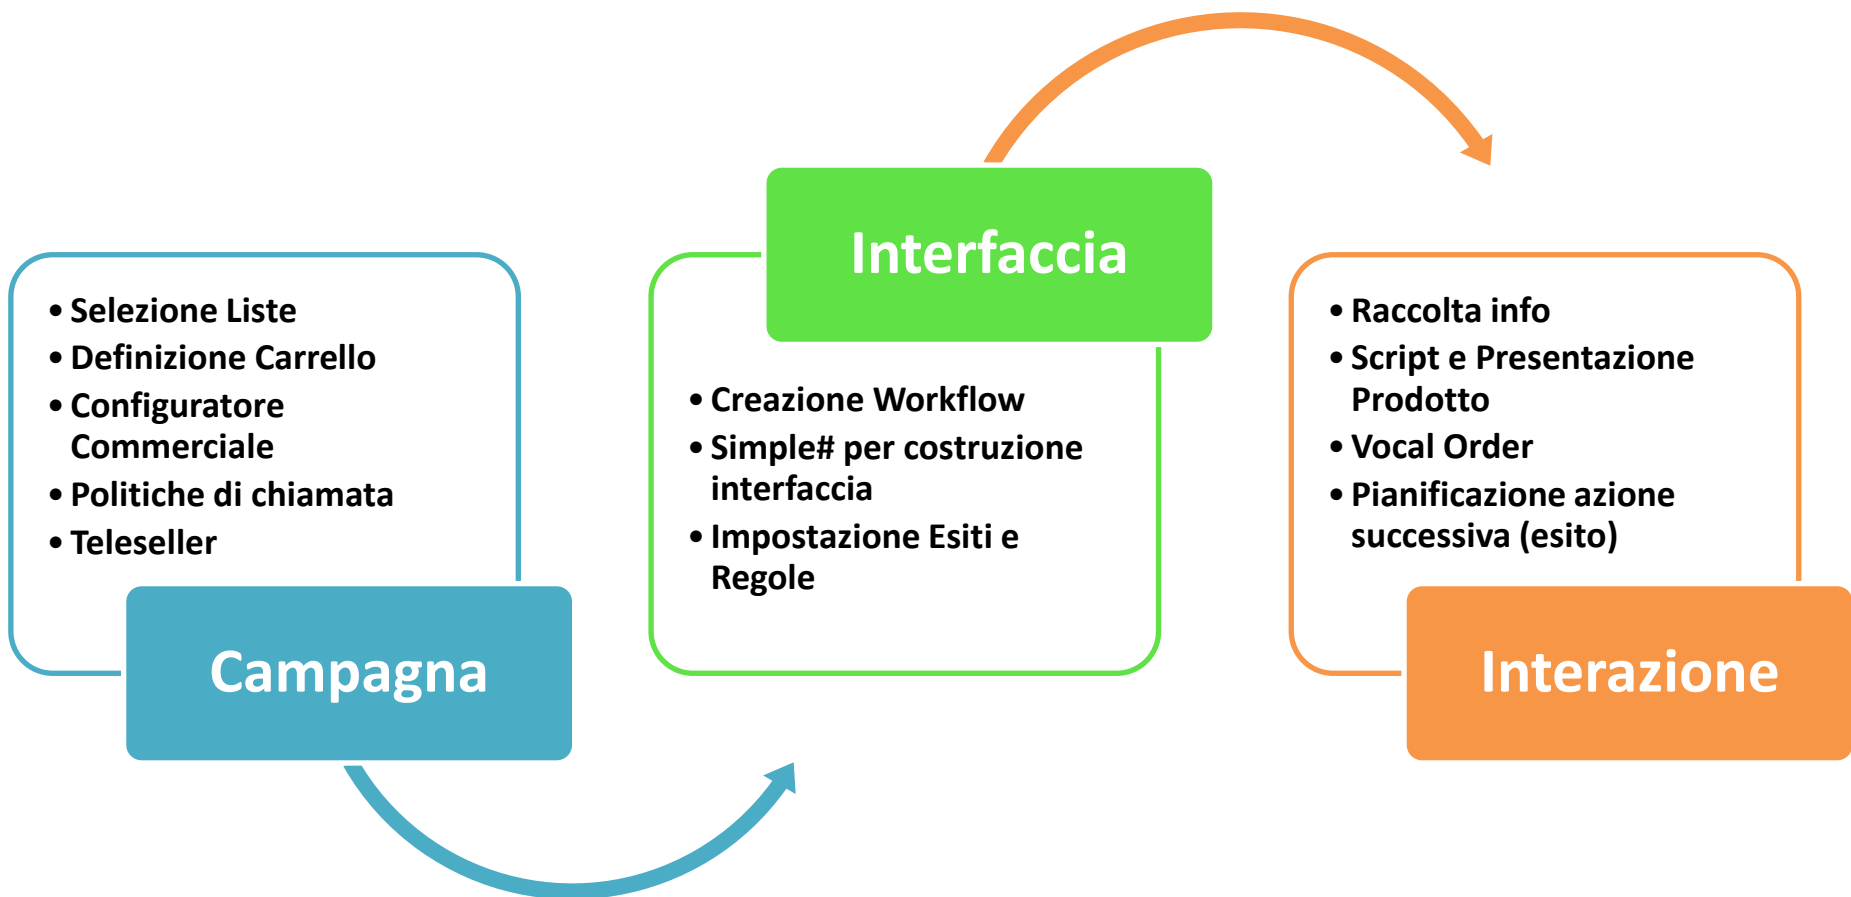 • Selezione Liste
• Definizione Carrello
• Configuratore
Commerciale
• Politiche di chiamata
• Teleseller
Campagna
Interfaccia
• Creazione Workflow
• Simple# per costruzione
interfaccia
• Impostazione Esiti e
Regole
• Raccolta info
• Script e Presentazione
Prodotto
• Vocal Order
• Pianificazione azione
successiva (esito)
Interazione